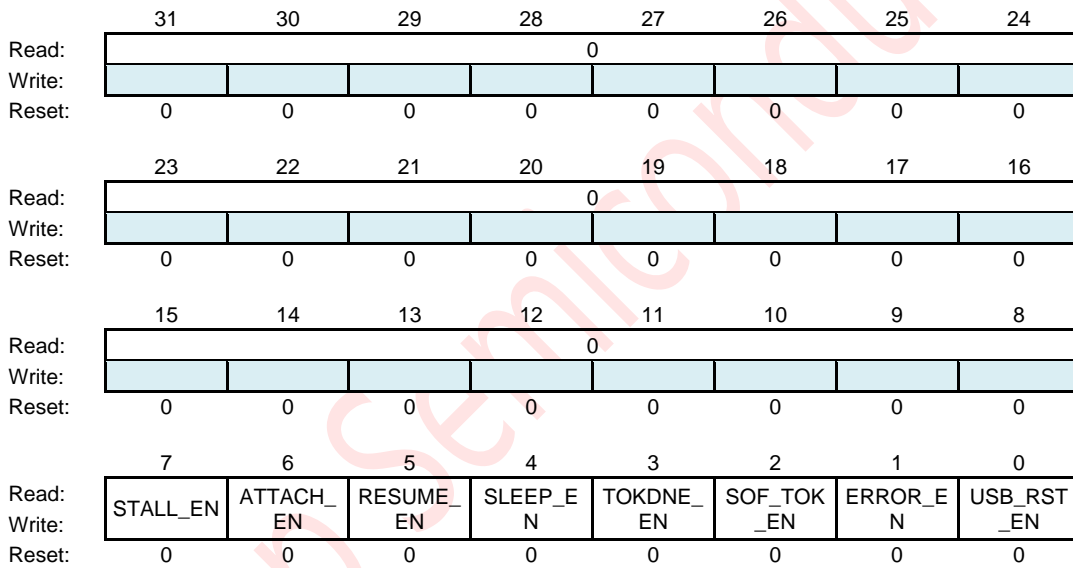 31 30 29 28 27 26 25 24
Read: 0
Write:
Reset: 0 0 0 0 0 0 0 0
23 22 21 20 19 18 17 16
Read: 0
Write:
Reset: 0 0 0 0 0 0 0 0
15 14 13 12 11 10 9 8
Read: 0
Write:
Reset: 0 0 0 0 0 0 0 0
7 6 5 4 3 2 1 0
Read: STALL_EN ATTACH_ RESUME_ SLEEP_E TOKDNE_ SOF_TOK ERROR_E USB_RST
Write: EN EN N EN _EN N _EN
Reset: 0 0 0 0 0 0 0 0